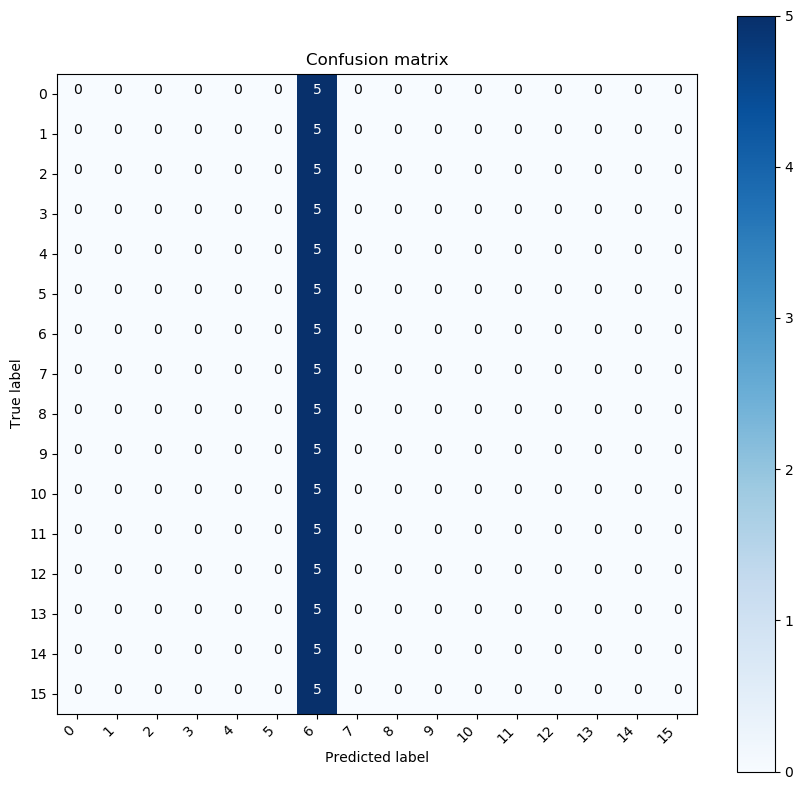 Confusion matrix
0 0 0 0 0 0 0 5 0 0 0 0 0 0 0 0 0
1 0 0 0 0 0 0 5 0 0 0 0 0 0 0 0 0
2 0 0 0 0 0 0 5 0 0 0 0 0 0 0 0 0
3 0 0 0 0 0 0 5 0 0 0 0 0 0 0 0 0
4 0 0 0 0 0 0 5 0 0 0 0 0 0 0 0 0
5 0 0 0 0 0 0 5 0 0 0 0 0 0 0 0 0
6 0 0 0 0 0 0 5 0 0 0 0 0 0 0 0 0
7 0 0 0 0 0 0 5 0 0 0 0 0 0 0 0 0
8 0 0 0 0 0 0 5 0 0 0 0 0 0 0 0 0
9 0 0 0 0 0 0 5 0 0 0 0 0 0 0 0 0
10 0 0 0 0 0 0 5 0 0 0 0 0 0 0 0 0
11 0 0 0 0 0 0 5 0 0 0 0 0 0 0 0 0
12 0 0 0 0 0 0 5 0 0 0 0 0 0 0 0 0
13 0 0 0 0 0 0 5 0 0 0 0 0 0 0 0 0
14 0 0 0 0 0 0 5 0 0 0 0 0 0 0 0 0
15 0 0 0 0 0 0 5 0 0 0 0 0 0 0 0 0
True label
0 1 2 3 4 5 6 7 8 9 10 11 12 13 14 15
Predicted label
5
4
3
2
1
0